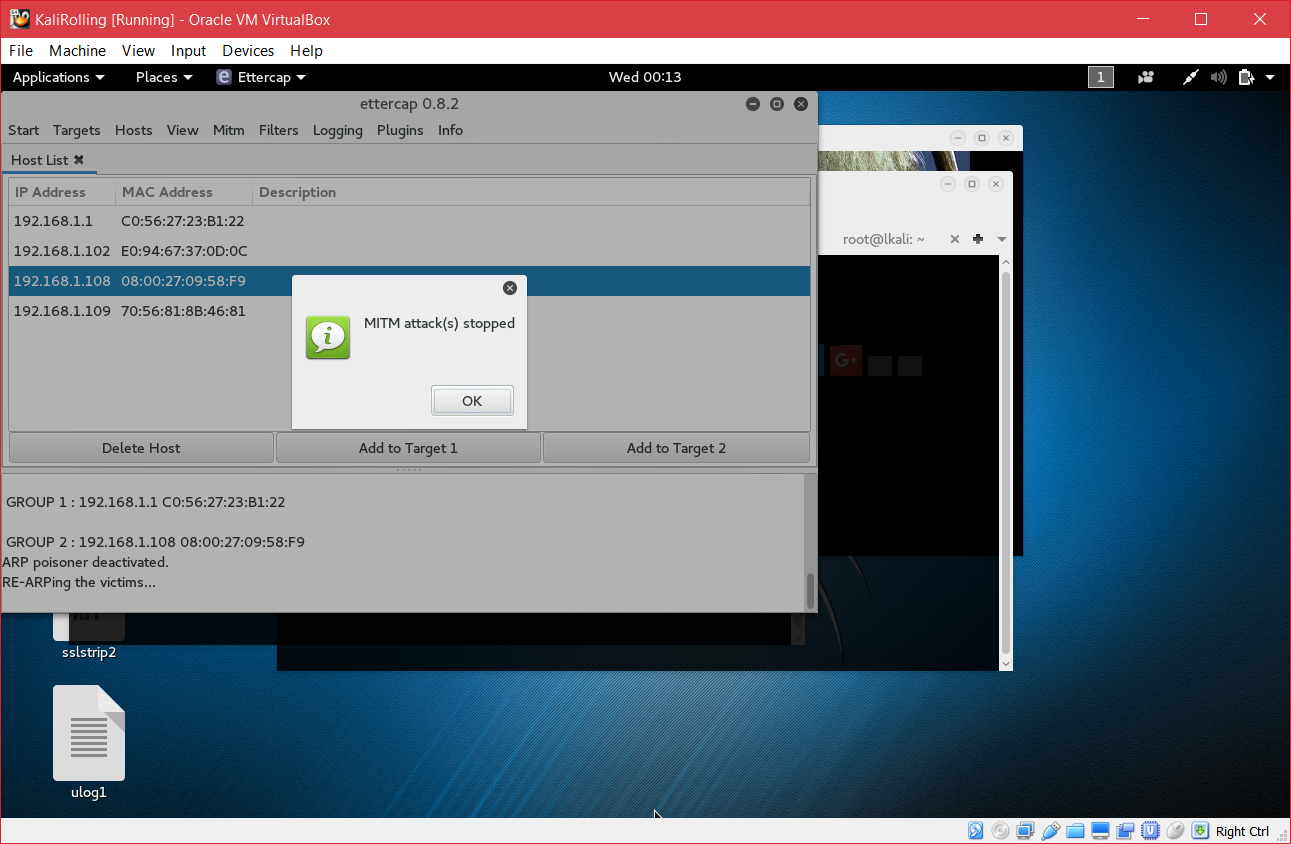 KaliRolling [Running] - Oracle VM VirtualBox
File Machine View Input Devices Help
Applications Places Ettercap Wed 00:13 1
ettercap 0.8.2
Start Targets Hosts View Mitm Filters Logging Plugins Info
Host List
IP Address MAC Address Description
192.168.1.1 C0:56:27:23:B1:22
192.168.1.102 E0:94:67:37:0D:0C
192.168.1.108 08:00:27:09:58:F9
192.168.1.109 70:56:81:8B:46:81
MITM attack(s) stopped
OK
root@lkali: ~
G+
Delete Host Add to Target 1 Add to Target 2
GROUP 1 : 192.168.1.1 C0:56:27:23:B1:22
GROUP 2 : 192.168.1.108 08:00:27:09:58:F9
ARP poisoner deactivated.
RE-ARPing the victims...
sslstrip2
ulog1
Right Ctrl